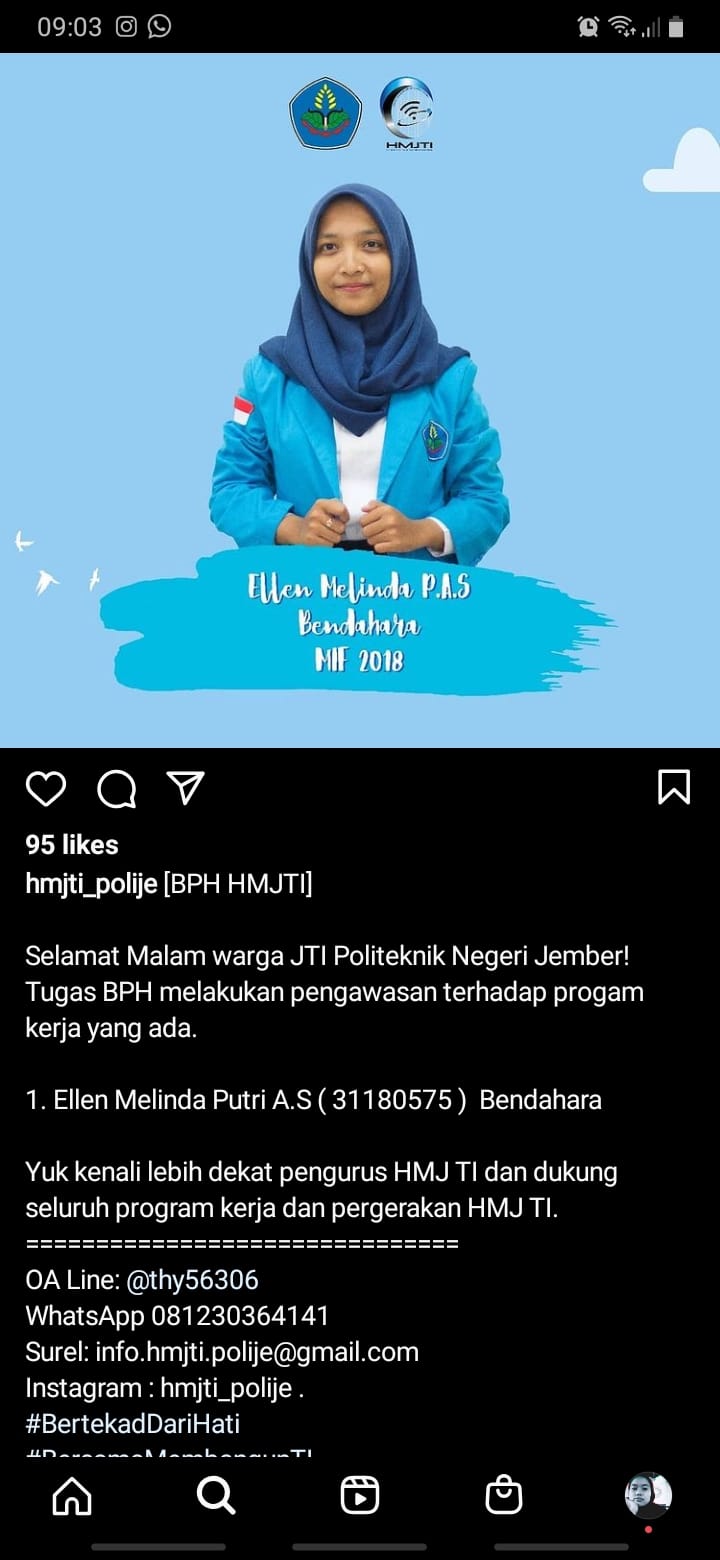 09:03
HMJTI
Ellen Melinda P.A.S
Bendahara
MIF 2018
95 likes
hmjti_polije [BPH HMJTI]
Selamat Malam warga JTI Politeknik Negeri Jember!
Tugas BPH melakukan pengawasan terhadap progam
kerja yang ada.
1. Ellen Melinda Putri A.S ( 31180575 ) Bendahara
Yuk kenali lebih dekat pengurus HMJ TI dan dukung
seluruh program kerja dan pergerakan HMJ TI.
===============================
OA Line: @thy56306
WhatsApp 081230364141
Surel: info.hmjti.polije@gmail.com
Instagram : hmjti_polije .
#BertekadDariHati